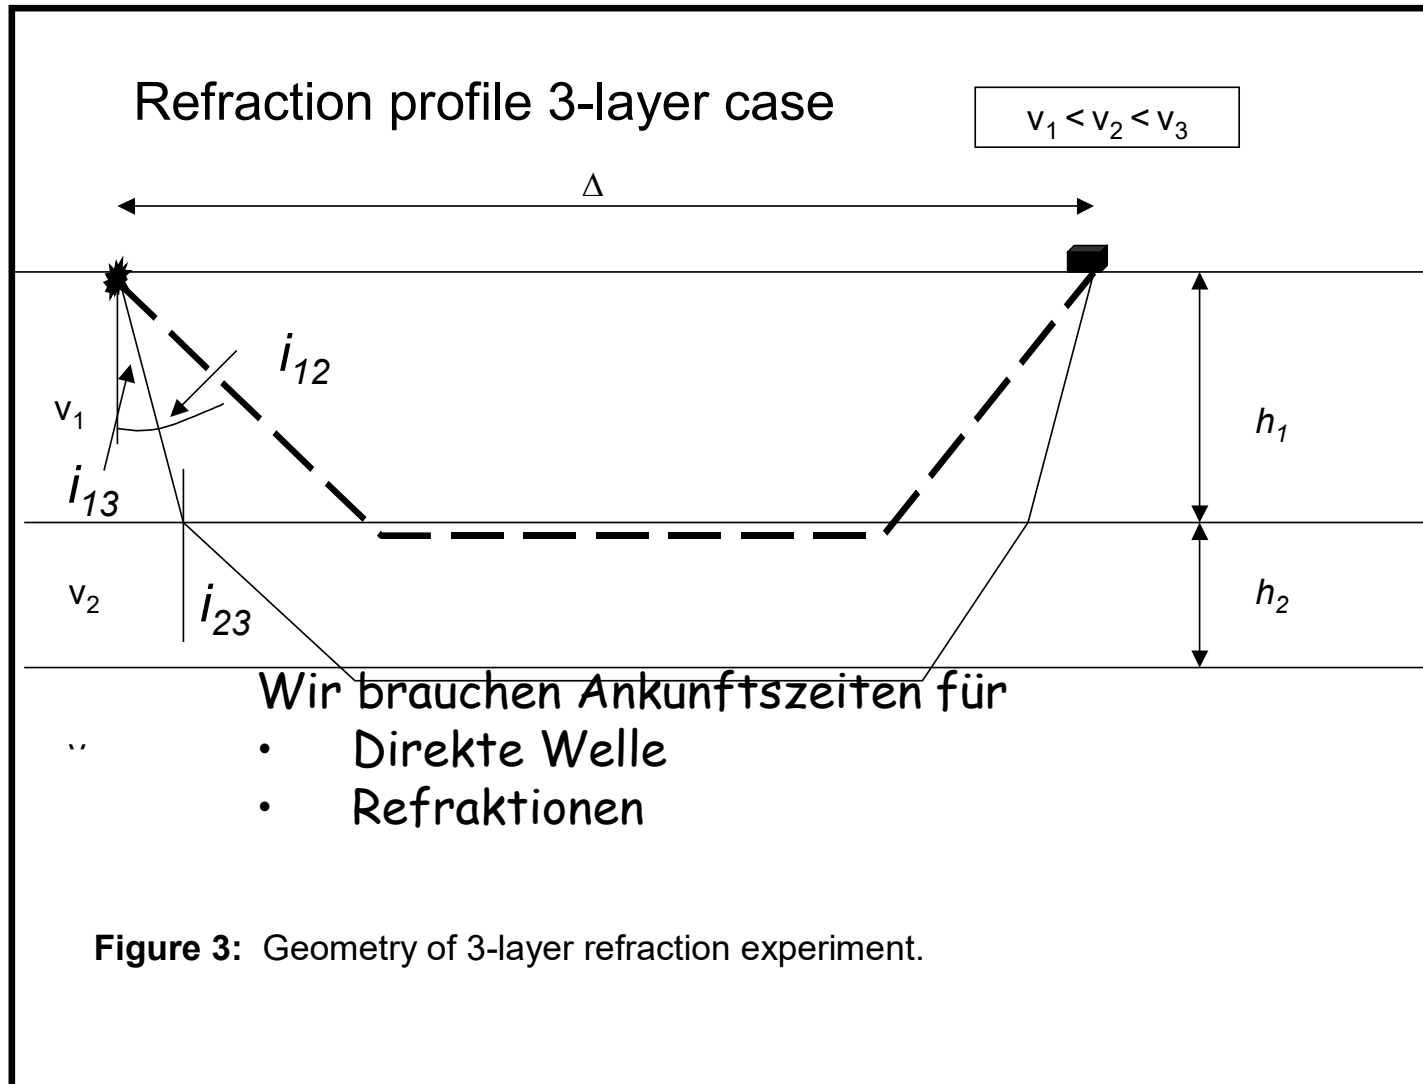 Refraction profile 3-layer case
v₁ < v₂ < v₃
Δ
i₁₂
v₁
h₁
i₁₃
v₂
i₂₃
h₂
Wir brauchen Ankunftszeiten für
• Direkte Welle
• Refraktionen
Figure 3: Geometry of 3-layer refraction experiment.